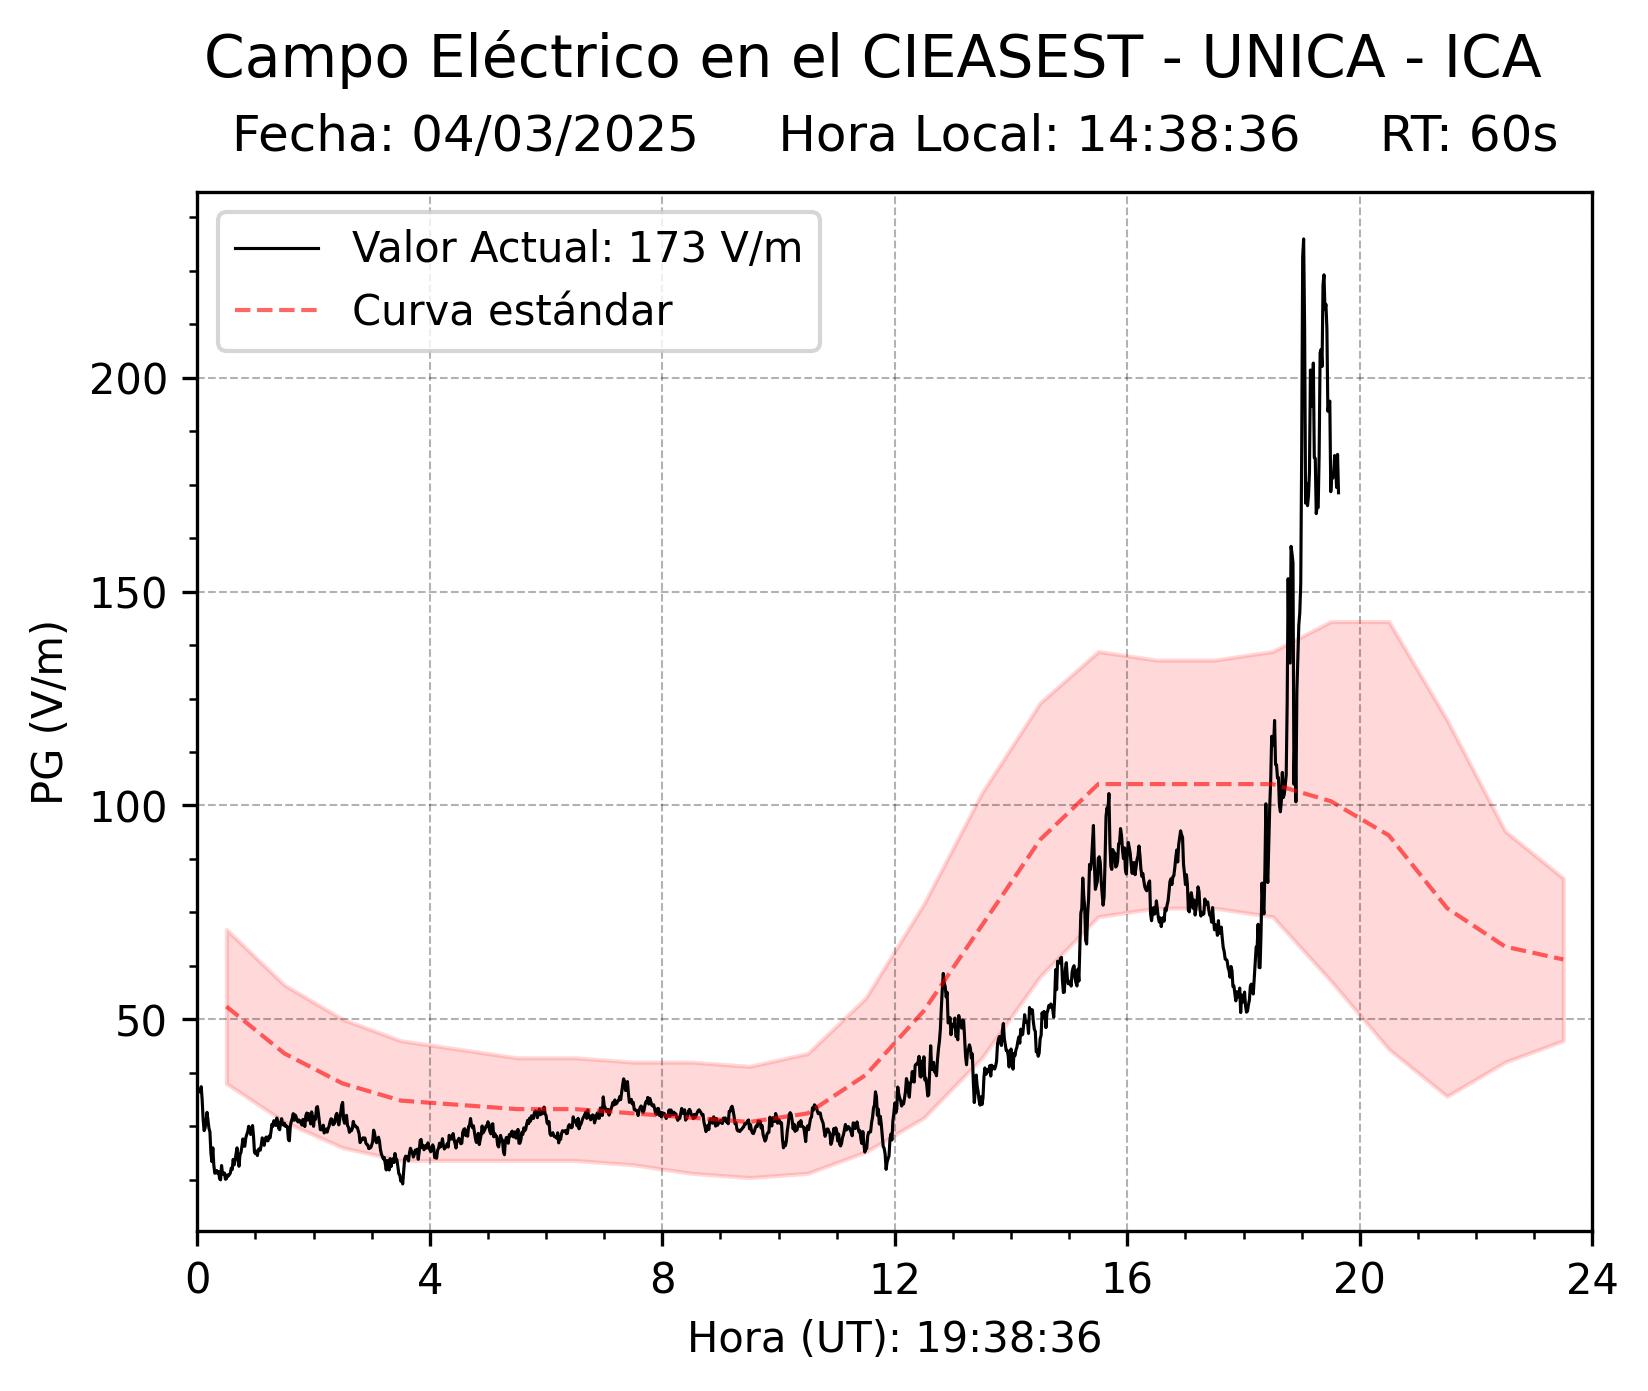 Campo Eléctrico en el CIEASEST - UNICA - ICA
Fecha: 04/03/2025 Hora Local: 14:38:36 RT: 60s
Valor Actual: 173 V/m
Curva estándar
200
150
100
50
PG (V/m)
0 4 8 12 16 20 24
Hora (UT): 19:38:36